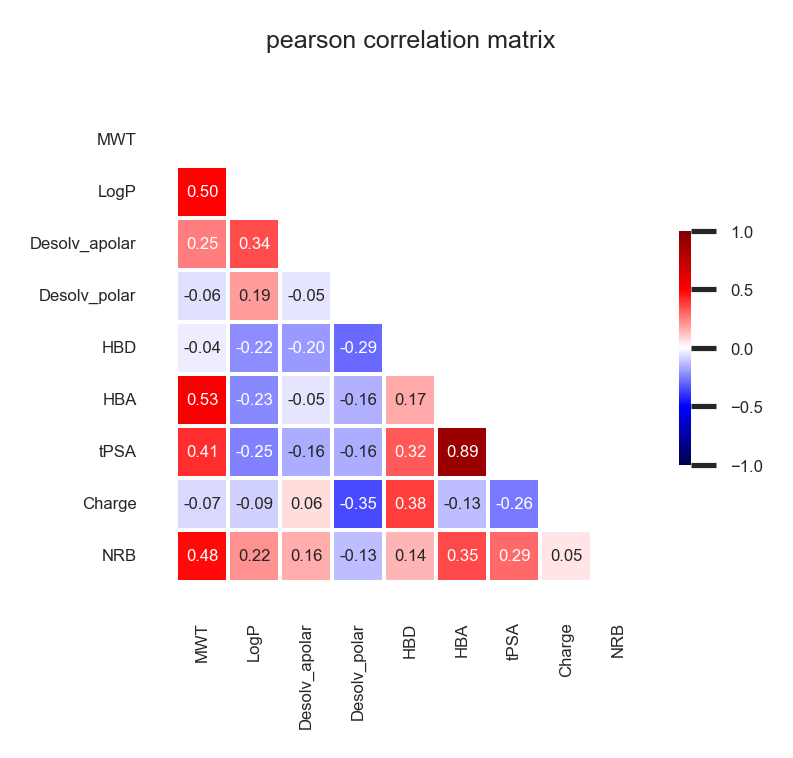 pearson correlation matrix
MWT
LogP 0.50
Desolv_apolar 0.25 0.34
Desolv_polar -0.06 0.19 -0.05
HBD -0.04 -0.22 -0.20 -0.29
HBA 0.53 -0.23 -0.05 -0.16 0.17
tPSA 0.41 -0.25 -0.16 -0.16 0.32 0.89
Charge -0.07 -0.09 0.06 -0.35 0.38 -0.13 -0.26
NRB 0.48 0.22 0.16 -0.13 0.14 0.35 0.29 0.05
MWT LogP Desolv_apolar Desolv_polar HBD HBA tPSA Charge NRB
1.0
0.5
0.0
−0.5
−1.0